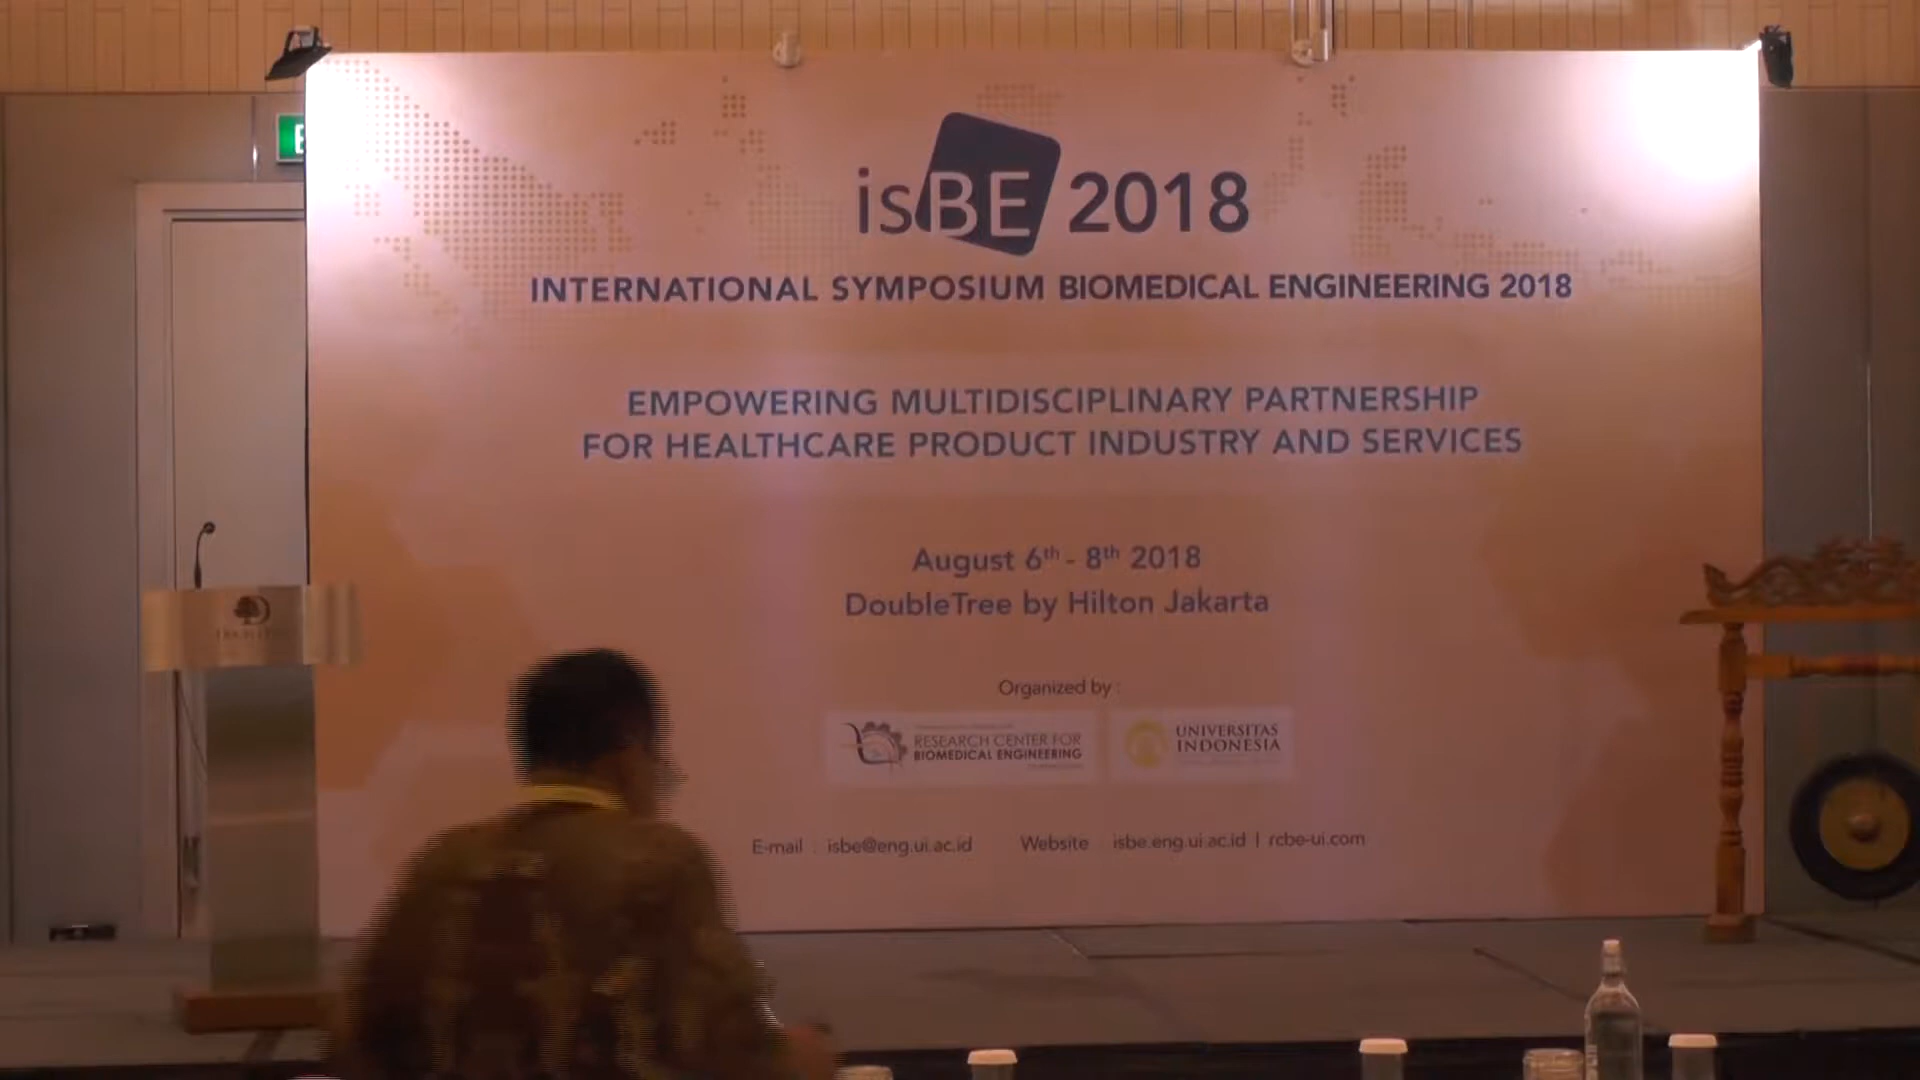 isBE 2018
INTERNATIONAL SYMPOSIUM BIOMEDICAL ENGINEERING 2018
EMPOWERING MULTIDISCIPLINARY PARTNERSHIP
FOR HEALTHCARE PRODUCT INDUSTRY AND SERVICES
August 6th - 8th 2018
DoubleTree by Hilton Jakarta
Organized by :
RESEARCH CENTER FOR
BIOMEDICAL ENGINEERING
UNIVERSITAS
INDONESIA
E-mail : isbe@eng.ui.ac.id Website : isbe.eng.ui.ac.id | rcbe-ui.com